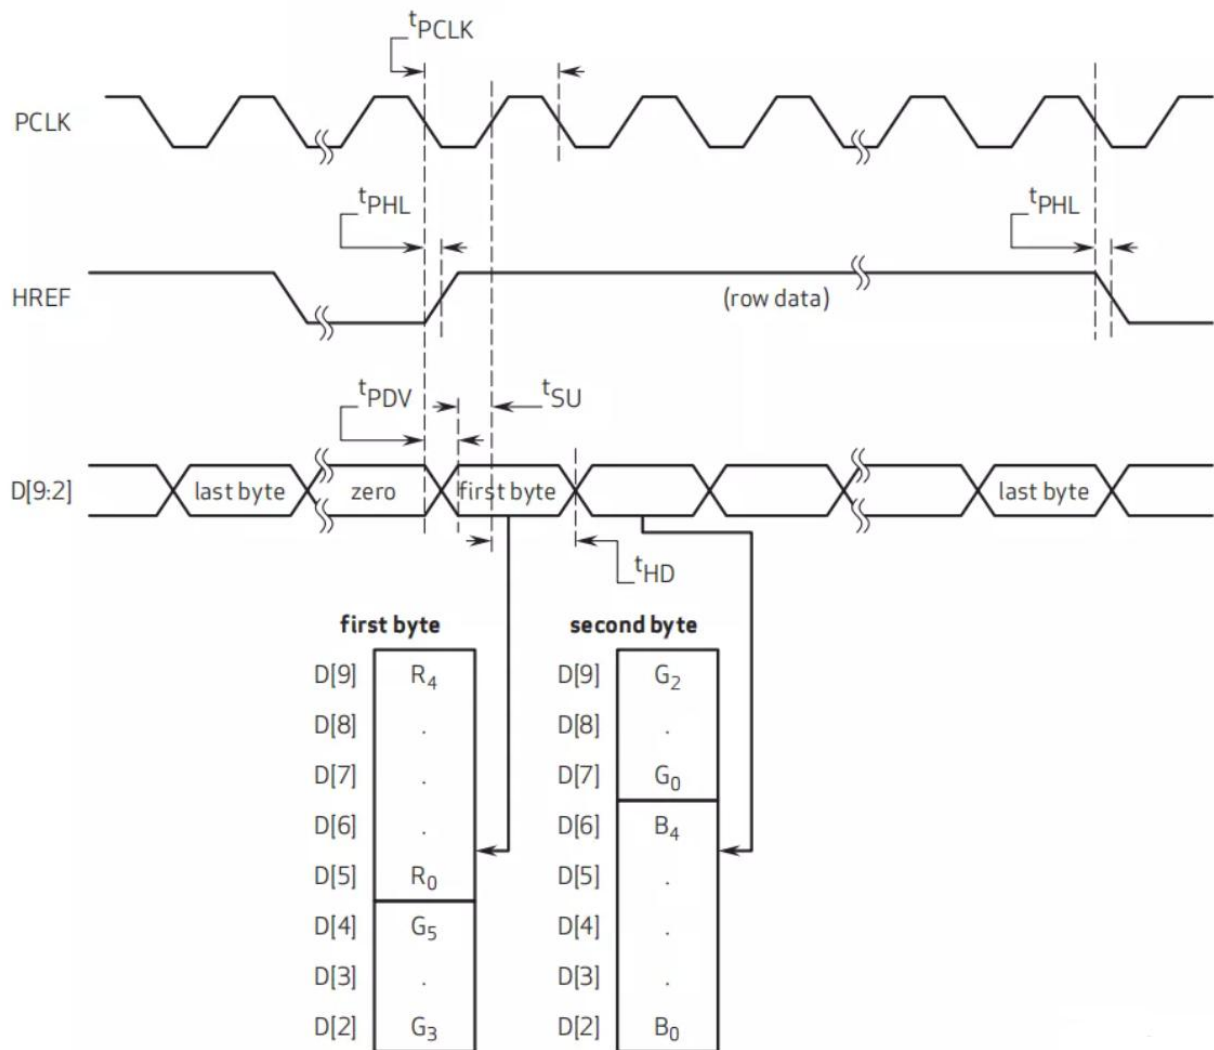 tPCLK
PCLK
tPHL
tPHL
HREF
(row data)
tPDV
tSU
D[9:2]
last byte
zero
first byte
last byte
tHD
first byte
second byte
D[9] R4 D[9] G2
D[8] . D[8] .
D[7] . D[7] G0
D[6] . D[6] B4
D[5] R0 D[5] .
D[4] G5 D[4] .
D[3] . D[3] .
D[2] G3 D[2] B0